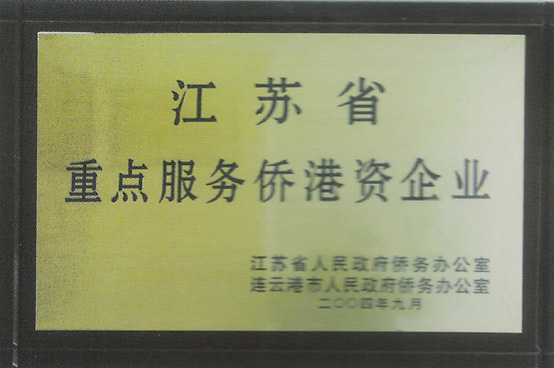 江苏省
重点服务侨港资企业
江苏省人民政府侨务办公室
连云港市人民政府侨务办公室
二〇〇四年九月